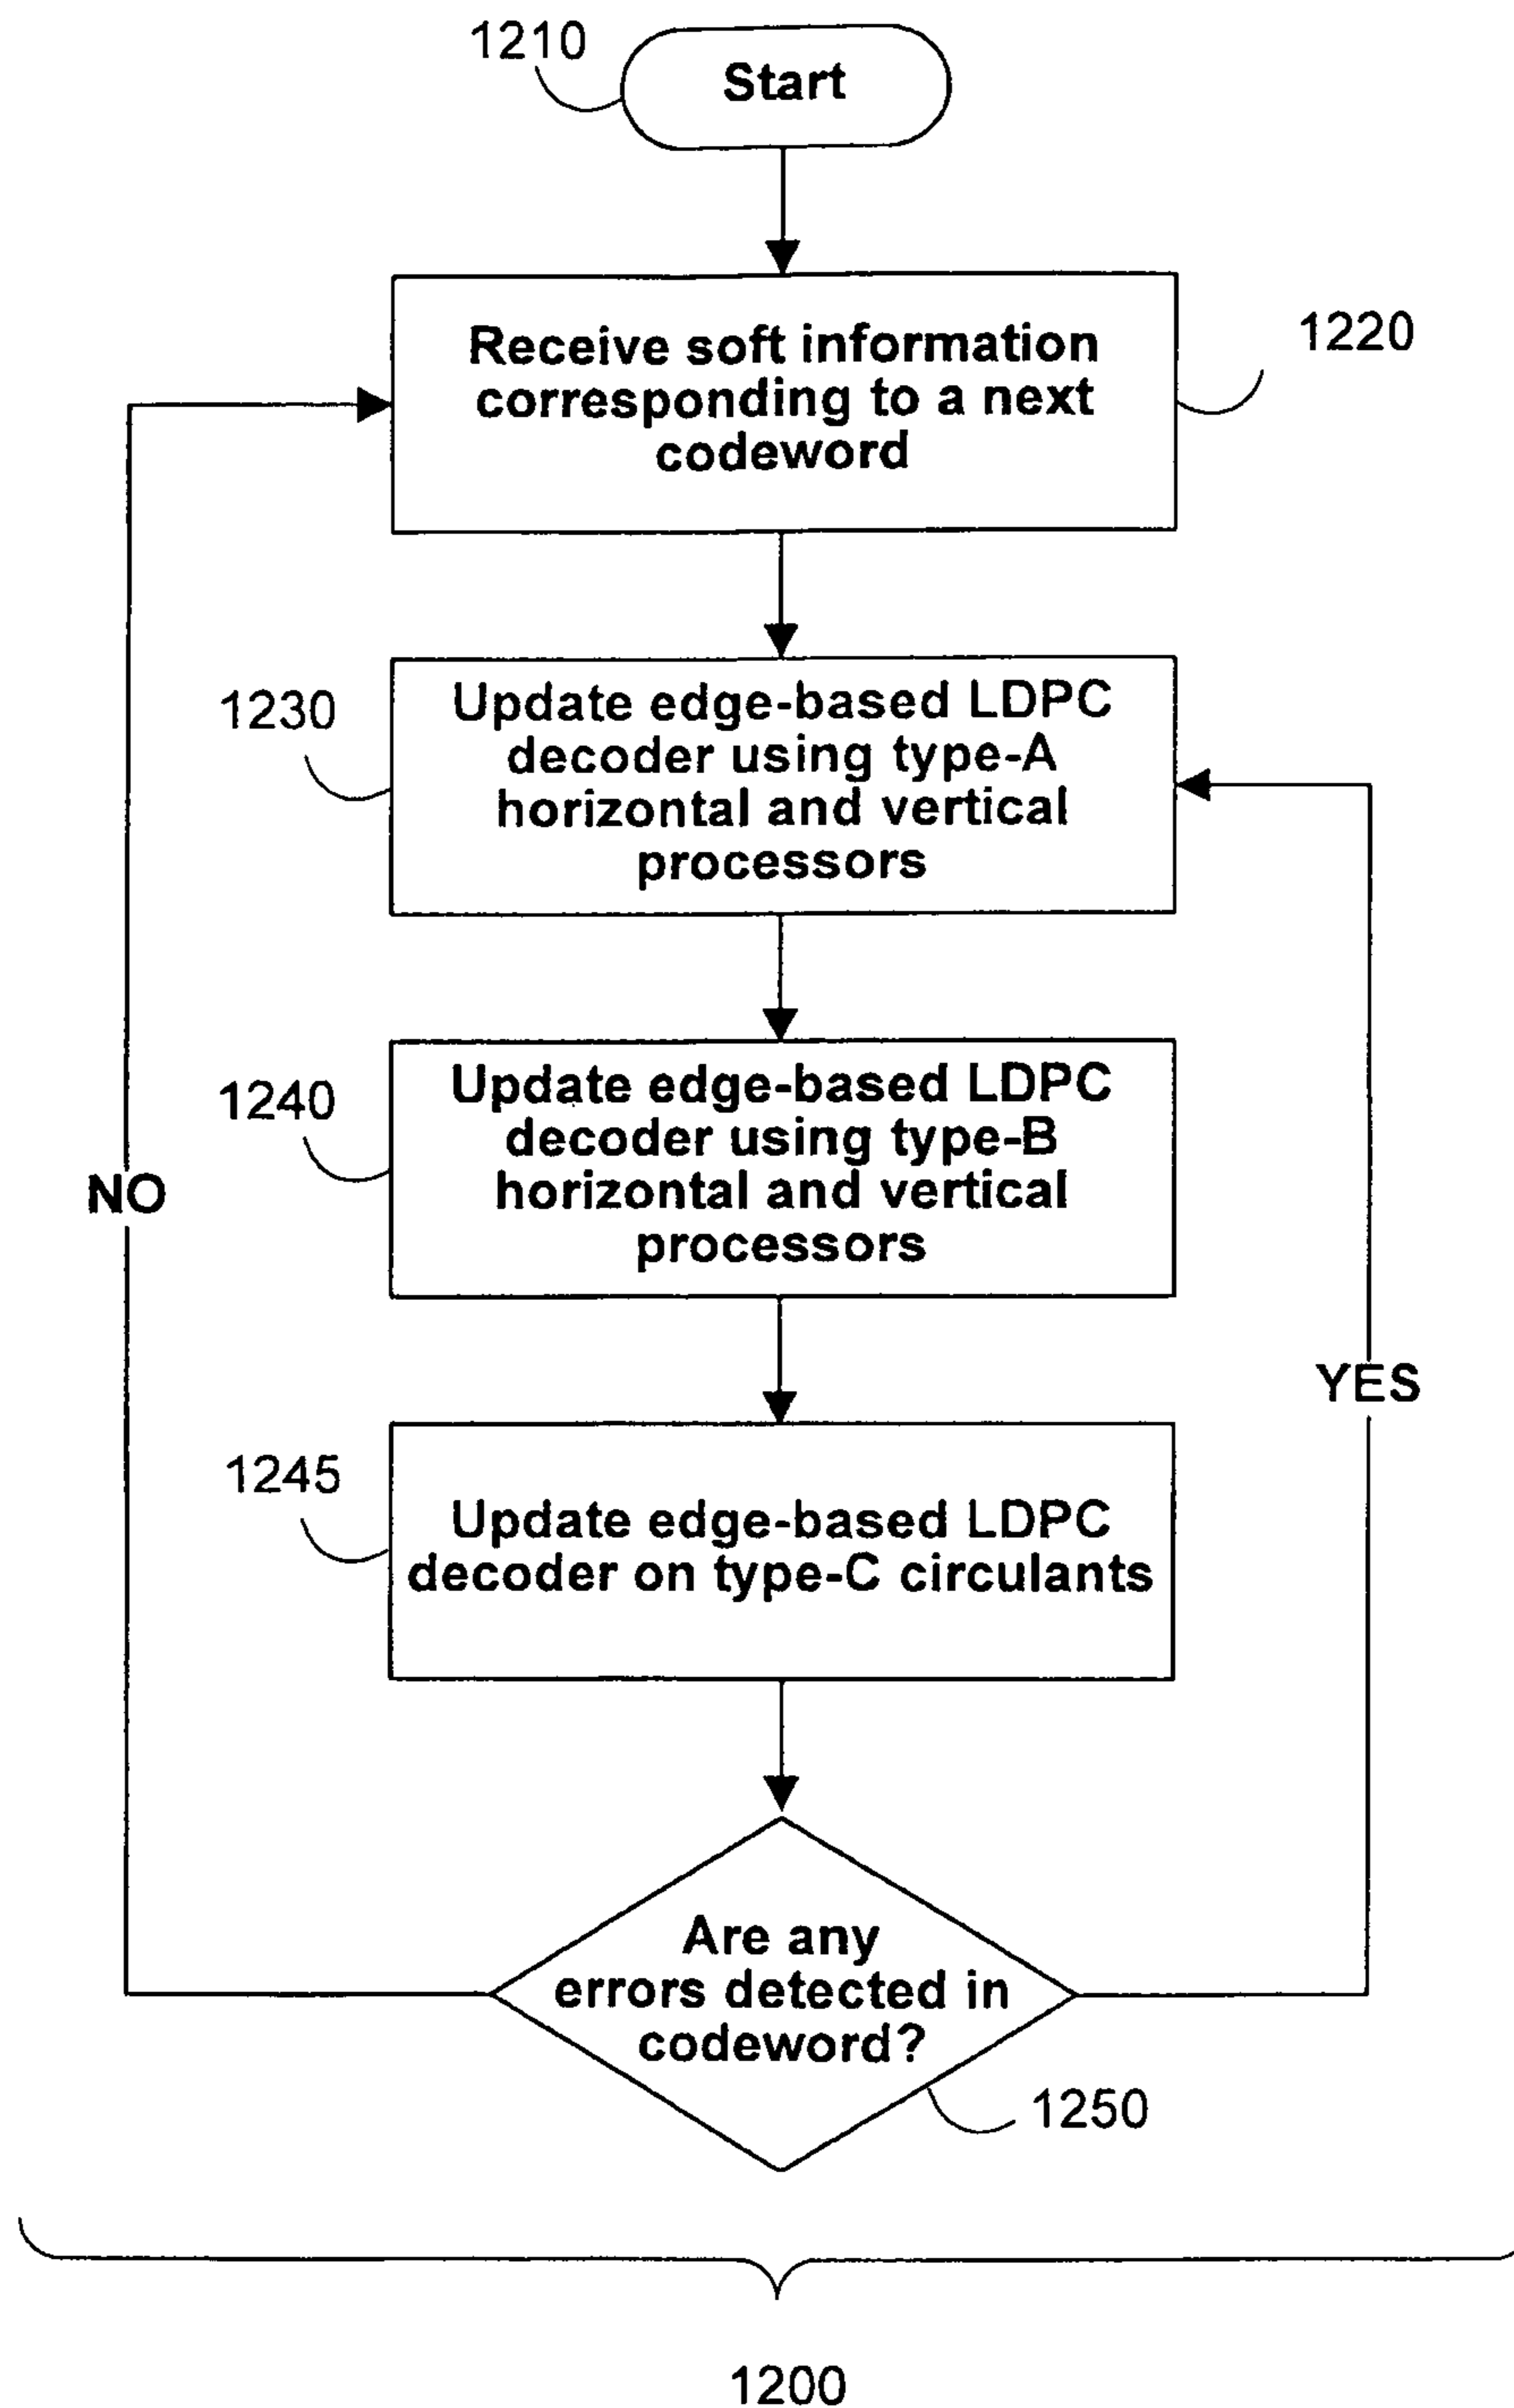 1210
Start
Receive soft information
corresponding to a next
codeword
1220
1230
Update edge-based LDPC
decoder using type-A
horizontal and vertical
processors
1240
Update edge-based LDPC
decoder using type-B
horizontal and vertical
processors
NO
YES
1245
Update edge-based LDPC
decoder on type-C circulants
Are any
errors detected in
codeword?
1250
1200